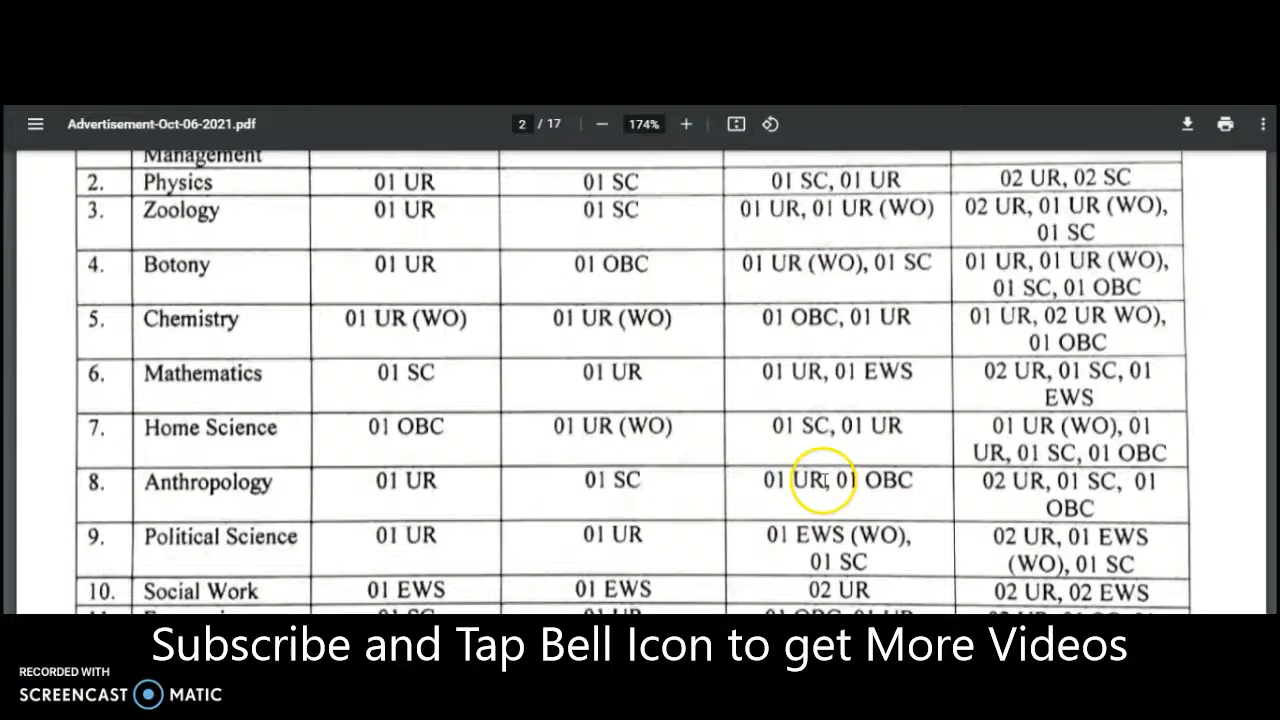 Advertisement-Oct-06-2021.pdf 2 / 17 174%
Management
2. Physics 01 UR 01 SC 01 SC, 01 UR 02 UR, 02 SC
3. Zoology 01 UR 01 SC 01 UR, 01 UR (WO) 02 UR, 01 UR (WO),
01 SC
4. Botony 01 UR 01 OBC 01 UR (WO), 01 SC 01 UR, 01 UR (WO),
01 SC, 01 OBC
5. Chemistry 01 UR (WO) 01 UR (WO) 01 OBC, 01 UR 01 UR, 02 UR WO),
01 OBC
6. Mathematics 01 SC 01 UR 01 UR, 01 EWS 02 UR, 01 SC, 01
EWS
7. Home Science 01 OBC 01 UR (WO) 01 SC, 01 UR 01 UR (WO), 01
UR, 01 SC, 01 OBC
8. Anthropology 01 UR 01 SC 01 UR, 01 OBC 02 UR, 01 SC, 01
OBC
9. Political Science 01 UR 01 UR 01 EWS (WO), 02 UR, 01 EWS
01 SC (WO), 01 SC
10. Social Work 01 EWS 01 EWS 02 UR 02 UR, 02 EWS
Subscribe and Tap Bell Icon to get More Videos
RECORDED WITH
SCREENCAST MATIC